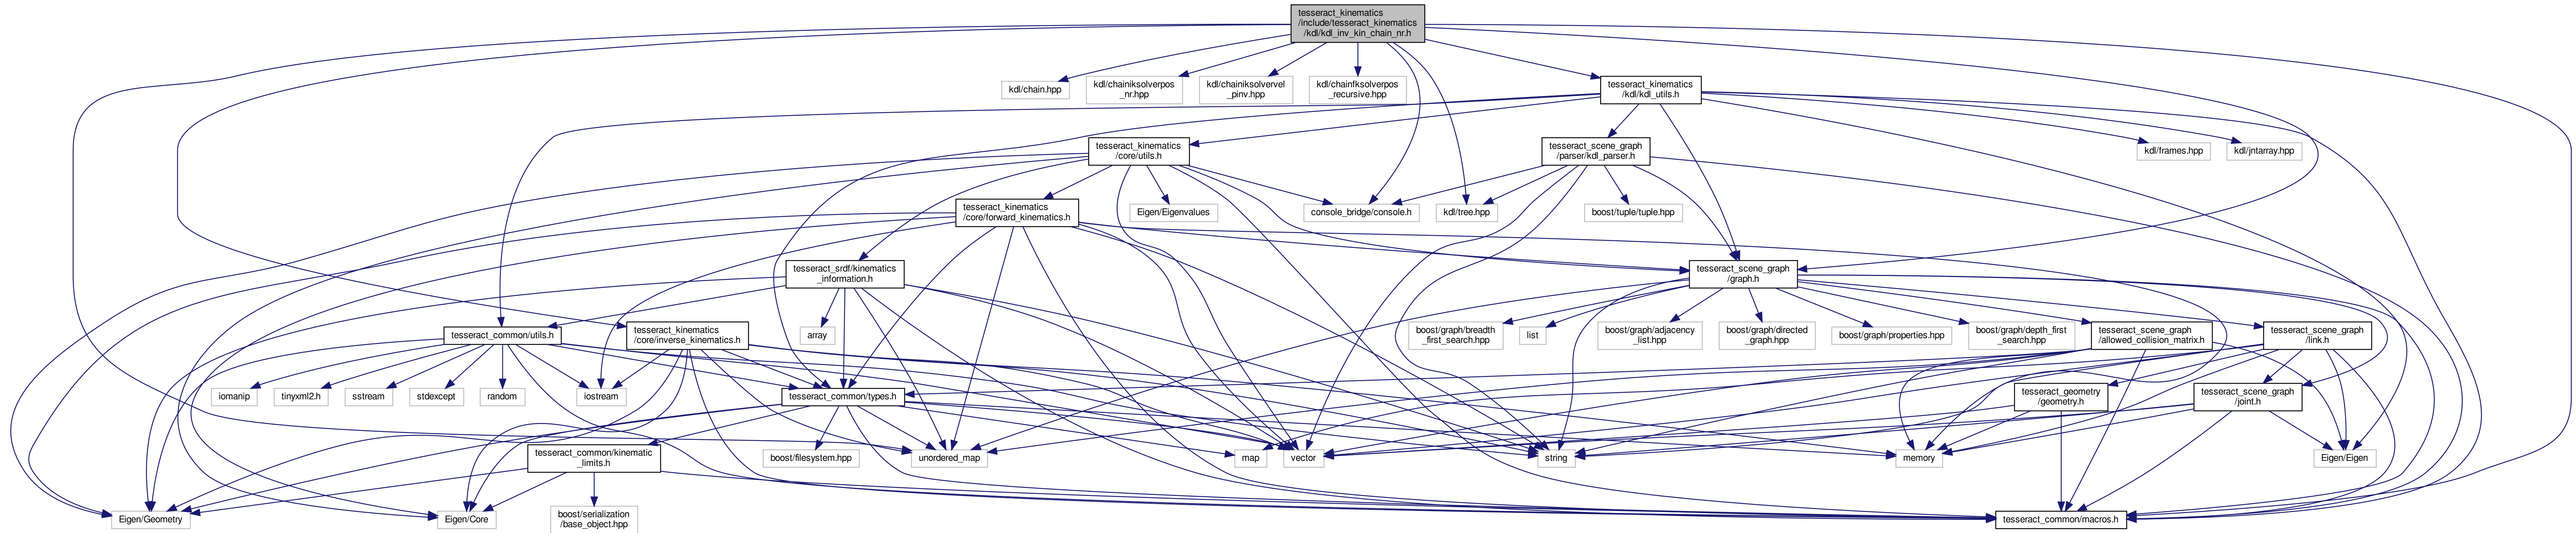 tesseract_kinematics
/include/tesseract_kinematics
/kdl/kdl_inv_kin_chain_nr.h
kdl/chain.hpp
kdl/chainiksolverpos
_nr.hpp
kdl/chainiksolvervel
_pinv.hpp
kdl/chainfksolverpos
_recursive.hpp
tesseract_kinematics
/kdl/kdl_utils.h
tesseract_kinematics
/core/utils.h
tesseract_scene_graph
/parser/kdl_parser.h
kdl/frames.hpp
kdl/jntarray.hpp
tesseract_kinematics
/core/forward_kinematics.h
Eigen/Eigenvalues
console_bridge/console.h
kdl/tree.hpp
boost/tuple/tuple.hpp
tesseract_srdf/kinematics
_information.h
tesseract_scene_graph
/graph.h
tesseract_common/utils.h
tesseract_kinematics
/core/inverse_kinematics.h
array
boost/graph/breadth
_first_search.hpp
list
boost/graph/adjacency
_list.hpp
boost/graph/directed
_graph.hpp
boost/graph/properties.hpp
boost/graph/depth_first
_search.hpp
tesseract_scene_graph
/allowed_collision_matrix.h
tesseract_scene_graph
/link.h
iomanip
tinyxml2.h
sstream
stdexcept
random
iostream
tesseract_common/types.h
tesseract_geometry
/geometry.h
tesseract_scene_graph
/joint.h
tesseract_common/kinematic
_limits.h
boost/filesystem.hpp
unordered_map
map
vector
string
memory
Eigen/Eigen
Eigen/Geometry
Eigen/Core
boost/serialization
/base_object.hpp
tesseract_common/macros.h